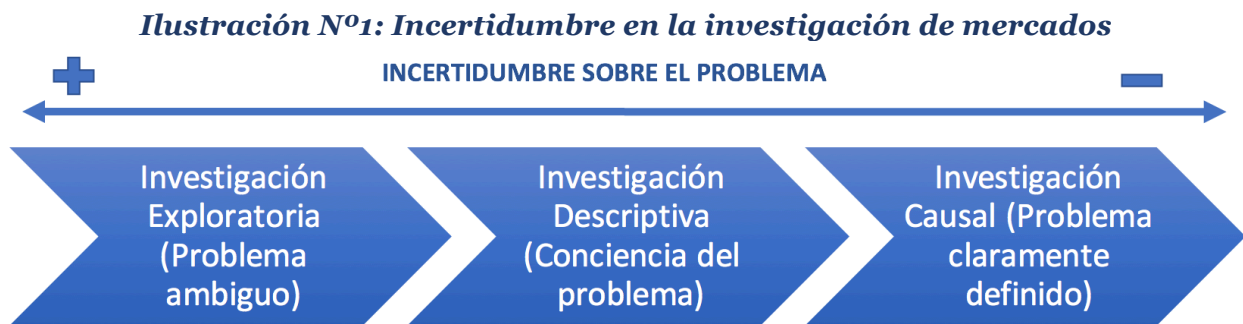 Ilustración Nº1: Incertidumbre en la investigación de mercados
INCERTIDUMBRE SOBRE EL PROBLEMA
Investigación
Exploratoria
(Problema
ambiguo)
Investigación
Descriptiva
(Conciencia del
problema)
Investigación
Causal (Problema
claramente
definido)